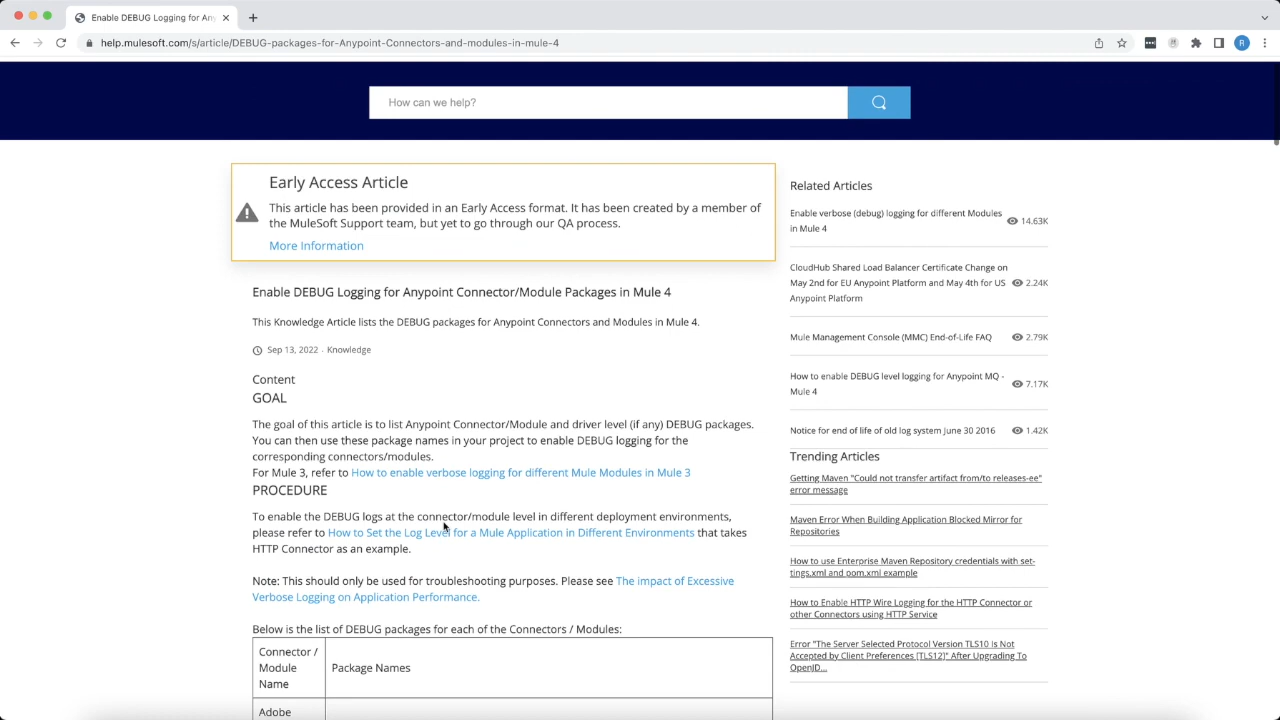 Enable DEBUG Logging for Any
help.mulesoft.com/s/article/DEBUG-packages-for-Anypoint-Connectors-and-modules-in-mule-4
R
How can we help?
Early Access Article
This article has been provided in an Early Access format. It has been created by a member of
the MuleSoft Support team, but yet to go through our QA process.
More Information
Enable DEBUG Logging for Anypoint Connector/Module Packages in Mule 4
This Knowledge Article lists the DEBUG packages for Anypoint Connectors and Modules in Mule 4.
Sep 13, 2022 · Knowledge
Content
GOAL
The goal of this article is to list Anypoint Connector/Module and driver level (if any) DEBUG packages.
You can then use these package names in your project to enable DEBUG logging for the
corresponding connectors/modules.
For Mule 3, refer to How to enable verbose logging for different Mule Modules in Mule 3
PROCEDURE
To enable the DEBUG logs at the connector/module level in different deployment environments,
please refer to How to Set the Log Level for a Mule Application in Different Environments that takes
HTTP Connector as an example.
Note: This should only be used for troubleshooting purposes. Please see The impact of Excessive
Verbose Logging on Application Performance.
Below is the list of DEBUG packages for each of the Connectors / Modules:
Connector /
Module
Name
Package Names
Adobe
Related Articles
Enable verbose (debug) logging for different Modules
in Mule 4
14.63K
CloudHub Shared Load Balancer Certificate Change on
May 2nd for EU Anypoint Platform and May 4th for US
Anypoint Platform
2.24K
Mule Management Console (MMC) End-of-Life FAQ
2.79K
How to enable DEBUG level logging for Anypoint MQ -
Mule 4
7.17K
Notice for end of life of old log system June 30 2016
1.42K
Trending Articles
Getting Maven "Could not transfer artifact from/to releases-ee"
error message
Maven Error When Building Application Blocked Mirror for
Repositories
How to use Enterprise Maven Repository credentials with set-
tings.xml and pom.xml example
How to Enable HTTP Wire Logging for the HTTP Connector or
other Connectors using HTTP Service
Error "The Server Selected Protocol Version TLS10 Is Not
Accepted by Client Preferences [TLS12]" After Upgrading To
OpenJD...